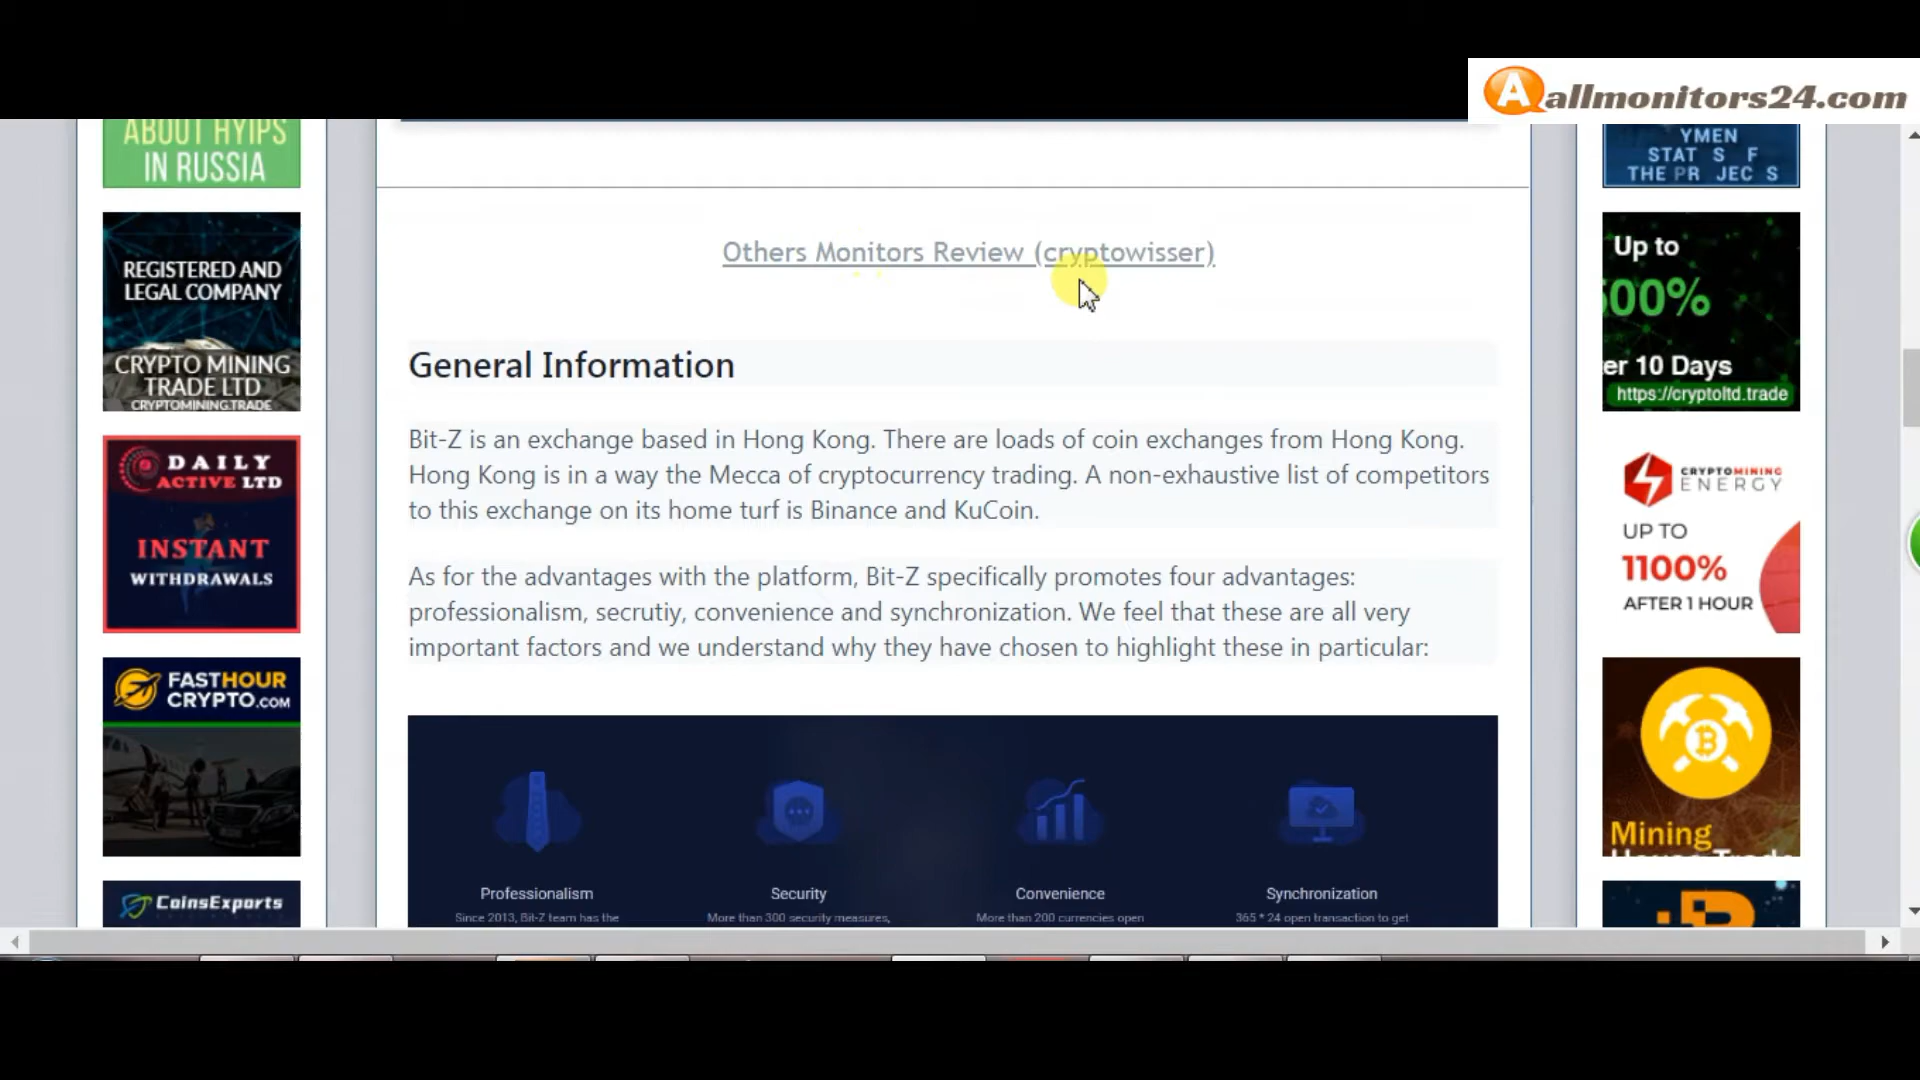 allmonitors24.com
ABOUT HYIPS
IN RUSSIA
REGISTERED AND
LEGAL COMPANY
CRYPTO MINING
TRADE LTD
CRYPTOMINING.TRADE
DAILY
ACTIVE LTD
INSTANT
WITHDRAWALS
FASTHOUR
CRYPTO.COM
CoinsExports
Others Monitors Review (cryptowisser)
General Information
Bit-Z is an exchange based in Hong Kong. There are loads of coin exchanges from Hong Kong.
Hong Kong is in a way the Mecca of cryptocurrency trading. A non-exhaustive list of competitors
to this exchange on its home turf is Binance and KuCoin.
As for the advantages with the platform, Bit-Z specifically promotes four advantages:
professionalism, secrutiy, convenience and synchronization. We feel that these are all very
important factors and we understand why they have chosen to highlight these in particular:
Professionalism
Since 2013, Bit-Z team has the
Security
More than 300 security measures,
Convenience
More than 200 currencies open
Synchronization
365 * 24 open transaction to get
YMEN
STAT S F
THE PR JEC S
Up to
500%
er 10 Days
https://cryptoltd.trade
CRYPTOMINING
ENERGY
UP TO
1100%
AFTER 1 HOUR
Mining